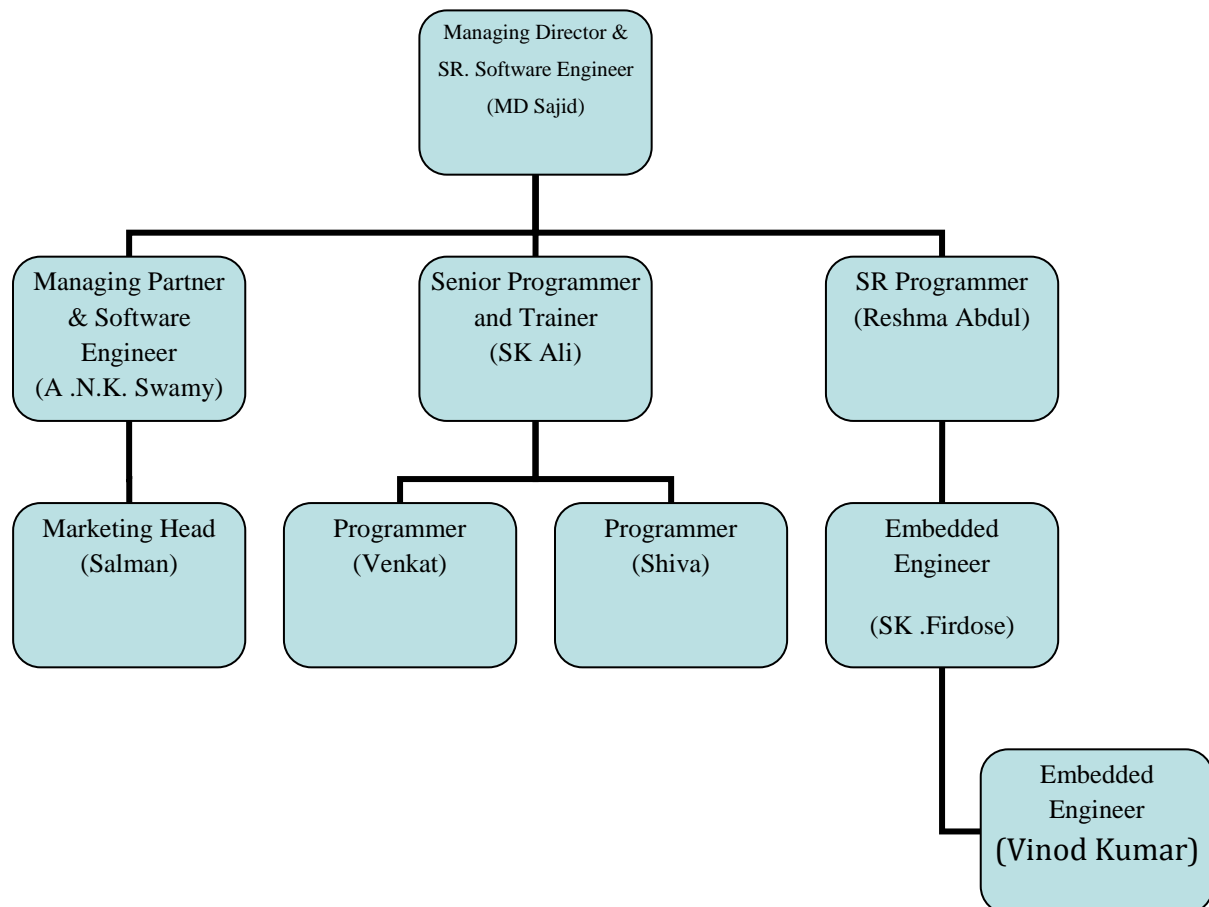 Managing Director &
SR. Software Engineer
(MD Sajid)
Managing Partner
& Software
Engineer
(A .N.K. Swamy)
Senior Programmer
and Trainer
(SK Ali)
SR Programmer
(Reshma Abdul)
Marketing Head
(Salman)
Programmer
(Venkat)
Programmer
(Shiva)
Embedded
Engineer
(SK .Firdose)
Embedded
Engineer
(Vinod Kumar)